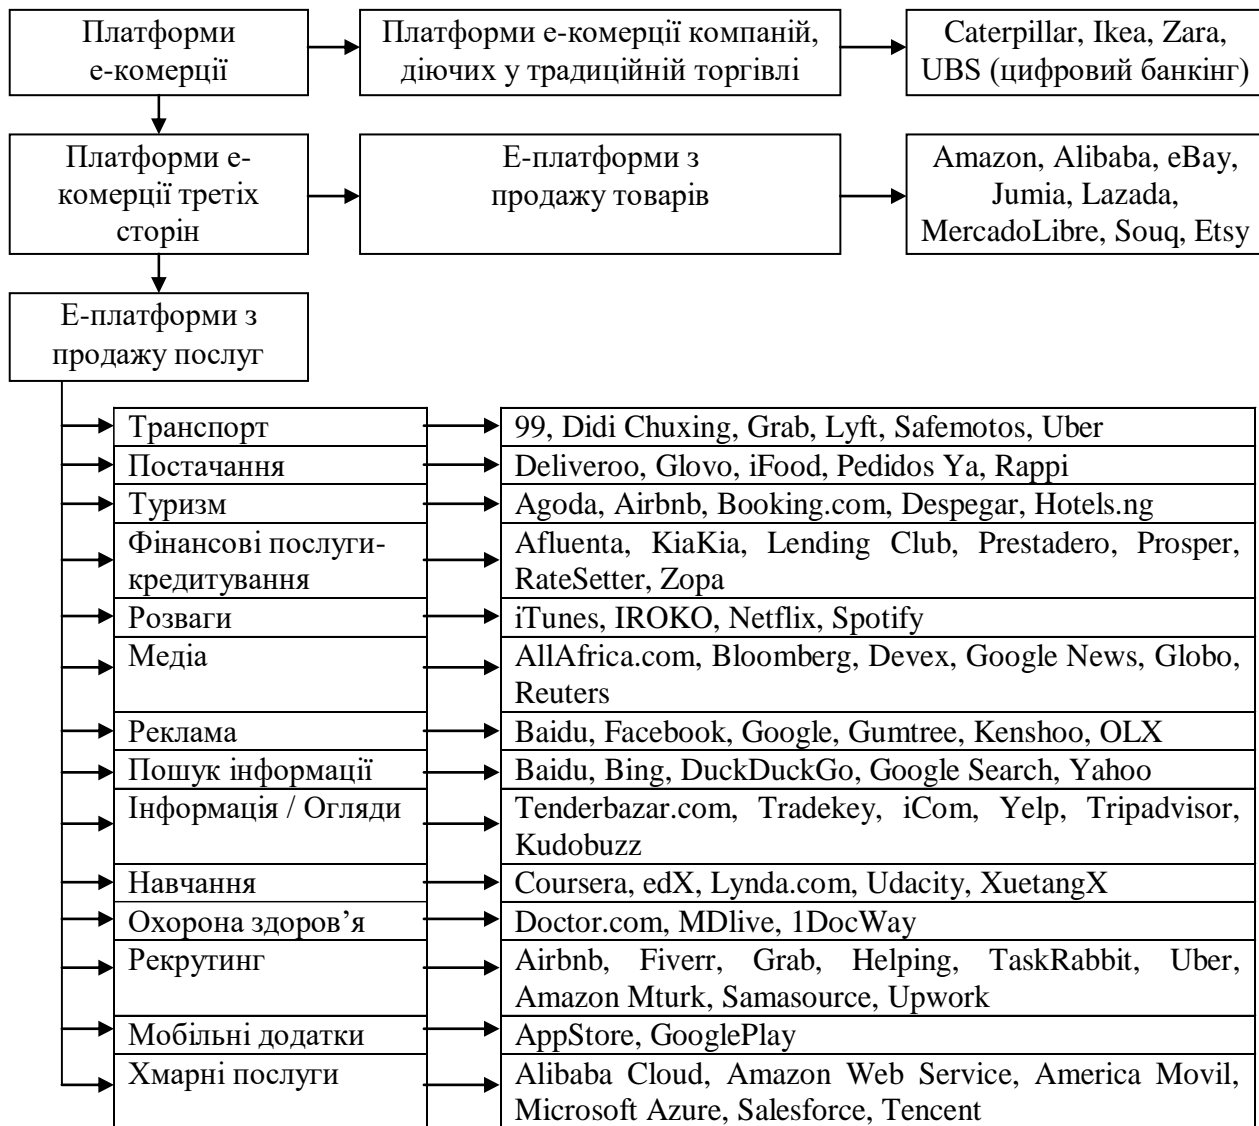 Платформи
е-комерції
Платформи е-комерції компаній,
діючих у традиційній торгівлі
Caterpillar, Ikea, Zara,
UBS (цифровий банкінг)
Платформи е-
комерції третіх
сторін
Е-платформи з
продажу товарів
Amazon, Alibaba, eBay,
Jumia, Lazada,
MercadoLibre, Souq, Etsy
Е-платформи з
продажу послуг
Транспорт
99, Didi Chuxing, Grab, Lyft, Safemotos, Uber
Постачання
Deliveroo, Glovo, iFood, Pedidos Ya, Rappi
Туризм
Agoda, Airbnb, Booking.com, Despegar, Hotels.ng
Фінансові послуги-
кредитування
Afluenta, KiaKia, Lending Club, Prestadero, Prosper,
RateSetter, Zopa
Розваги
iTunes, IROKO, Netflix, Spotify
Медіа
AllAfrica.com, Bloomberg, Devex, Google News, Globo,
Reuters
Реклама
Baidu, Facebook, Google, Gumtree, Kenshoo, OLX
Пошук інформації
Baidu, Bing, DuckDuckGo, Google Search, Yahoo
Інформація / Огляди
Tenderbazar.com, Tradekey, iCom, Yelp, Tripadvisor,
Kudobuzz
Навчання
Coursera, edX, Lynda.com, Udacity, XuetangX
Охорона здоров’я
Doctor.com, MDlive, 1DocWay
Рекрутинг
Airbnb, Fiverr, Grab, Helping, TaskRabbit, Uber,
Amazon Mturk, Samasource, Upwork
Мобільні додатки
AppStore, GooglePlay
Хмарні послуги
Alibaba Cloud, Amazon Web Service, America Movil,
Microsoft Azure, Salesforce, Tencent